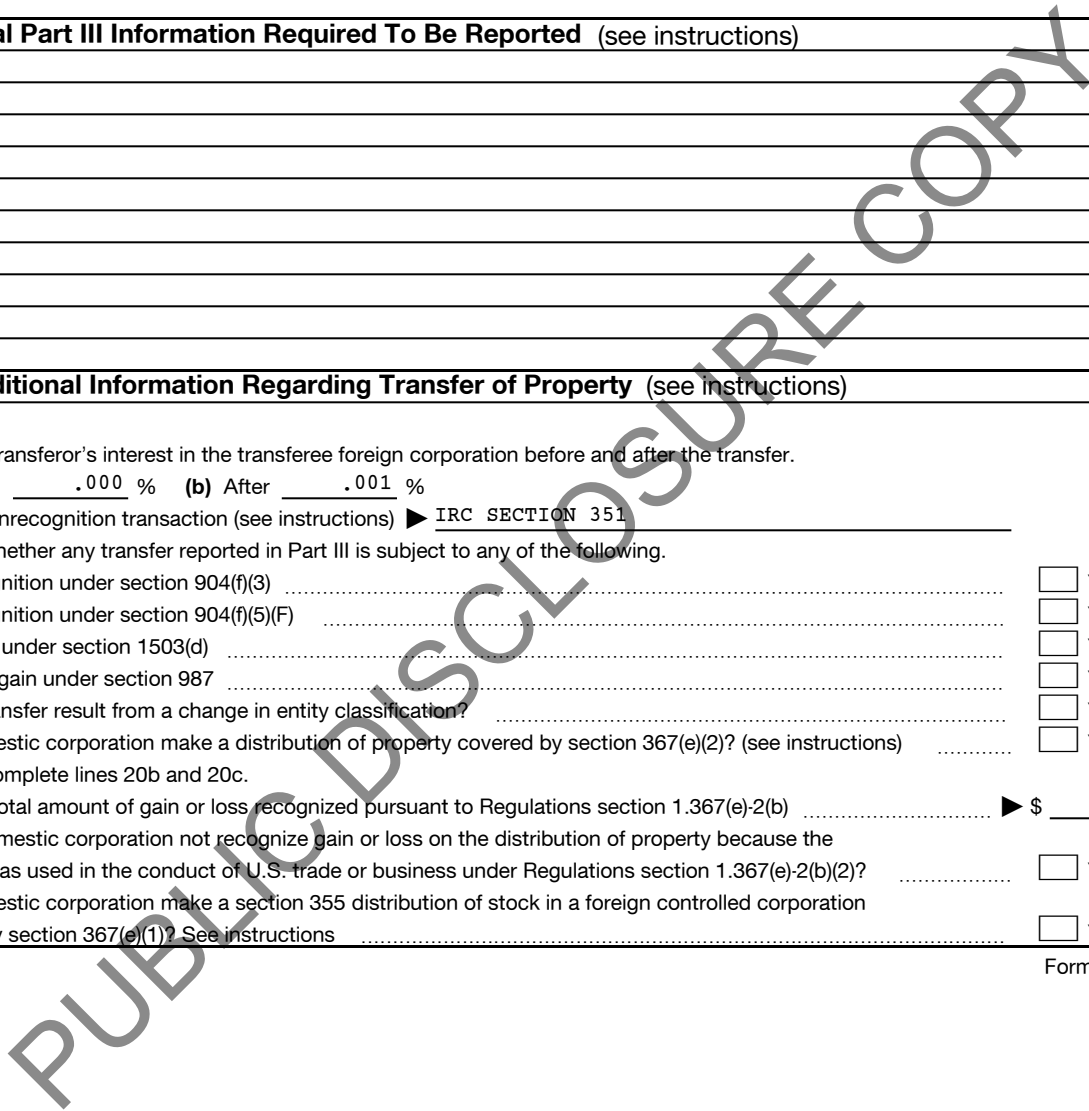 al Part III Information Required To Be Reported (see instructions)
ditional Information Regarding Transfer of Property (see instructions)
ransferor's interest in the transferee foreign corporation before and after the transfer.
.000 % (b) After .001 %
nrecognition transaction (see instructions) ▶ IRC SECTION 351
hether any transfer reported in Part III is subject to any of the following.
nition under section 904(f)(3)
nition under section 904(f)(5)(F)
under section 1503(d)
gain under section 987
ansfer result from a change in entity classification?
estic corporation make a distribution of property covered by section 367(e)(2)? (see instructions)
omplete lines 20b and 20c.
otal amount of gain or loss recognized pursuant to Regulations section 1.367(e)-2(b) ▶ $
mestic corporation not recognize gain or loss on the distribution of property because the
as used in the conduct of U.S. trade or business under Regulations section 1.367(e)-2(b)(2)?
estic corporation make a section 355 distribution of stock in a foreign controlled corporation
y section 367(e)(1)? See instructions
Form
PUBLIC DISCLOSURE COPY